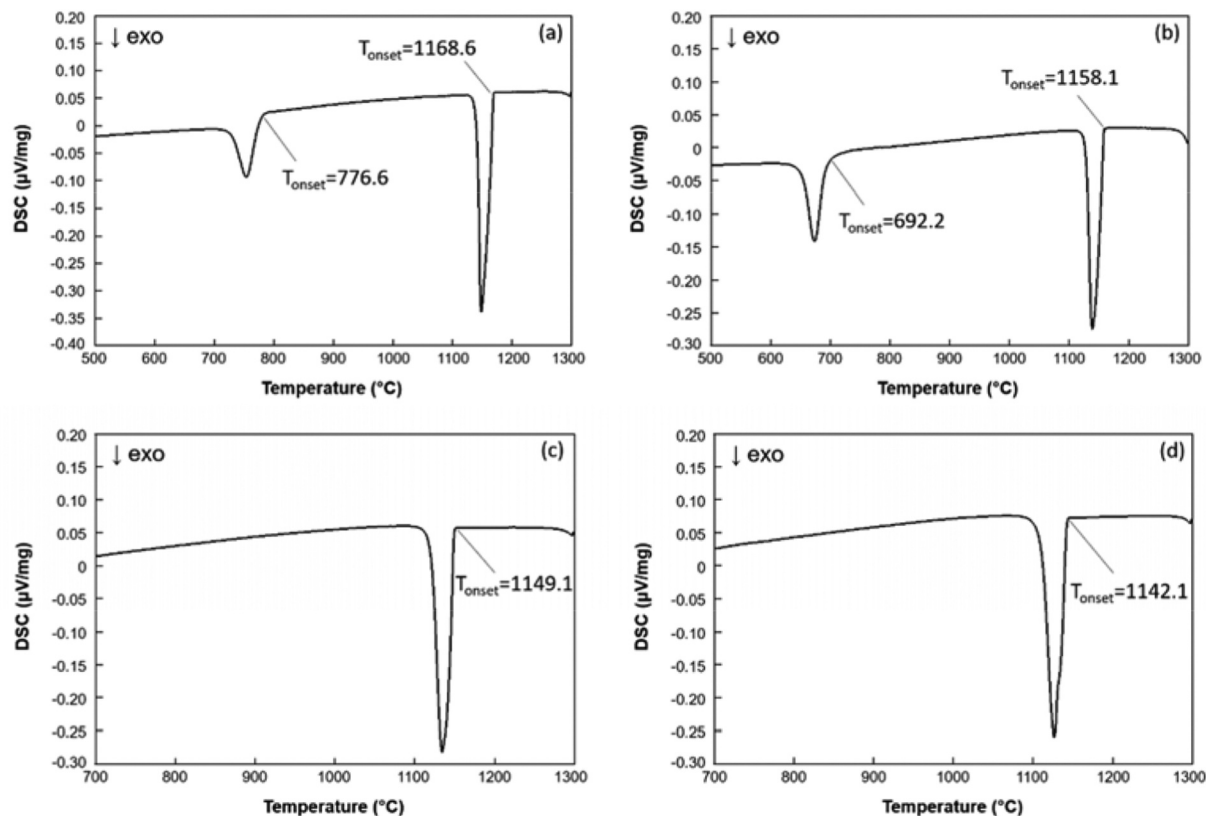 0.20
0.15
0.10
0.05
0
-0.05
-0.10
-0.15
-0.20
-0.25
-0.30
-0.35
-0.40
DSC (µV/mg)
↓ exo
(a)
Tonset=1168.6
Tonset=776.6
500 600 700 800 900 1000 1100 1200 1300
Temperature (°C)
0.20
0.15
0.10
0.05
0
-0.05
-0.10
-0.15
-0.20
-0.25
-0.30
DSC (µV/mg)
↓ exo
(b)
Tonset=1158.1
Tonset=692.2
500 600 700 800 900 1000 1100 1200 1300
Temperature (°C)
0.20
0.15
0.10
0.05
0
-0.05
-0.10
-0.15
-0.20
-0.25
-0.30
DSC (µV/mg)
↓ exo
(c)
Tonset=1149.1
700 800 900 1000 1100 1200 1300
Temperature (°C)
0.20
0.15
0.10
0.05
0
-0.05
-0.10
-0.15
-0.20
-0.25
-0.30
DSC (µV/mg)
↓ exo
(d)
Tonset=1142.1
700 800 900 1000 1100 1200 1300
Temperature (°C)